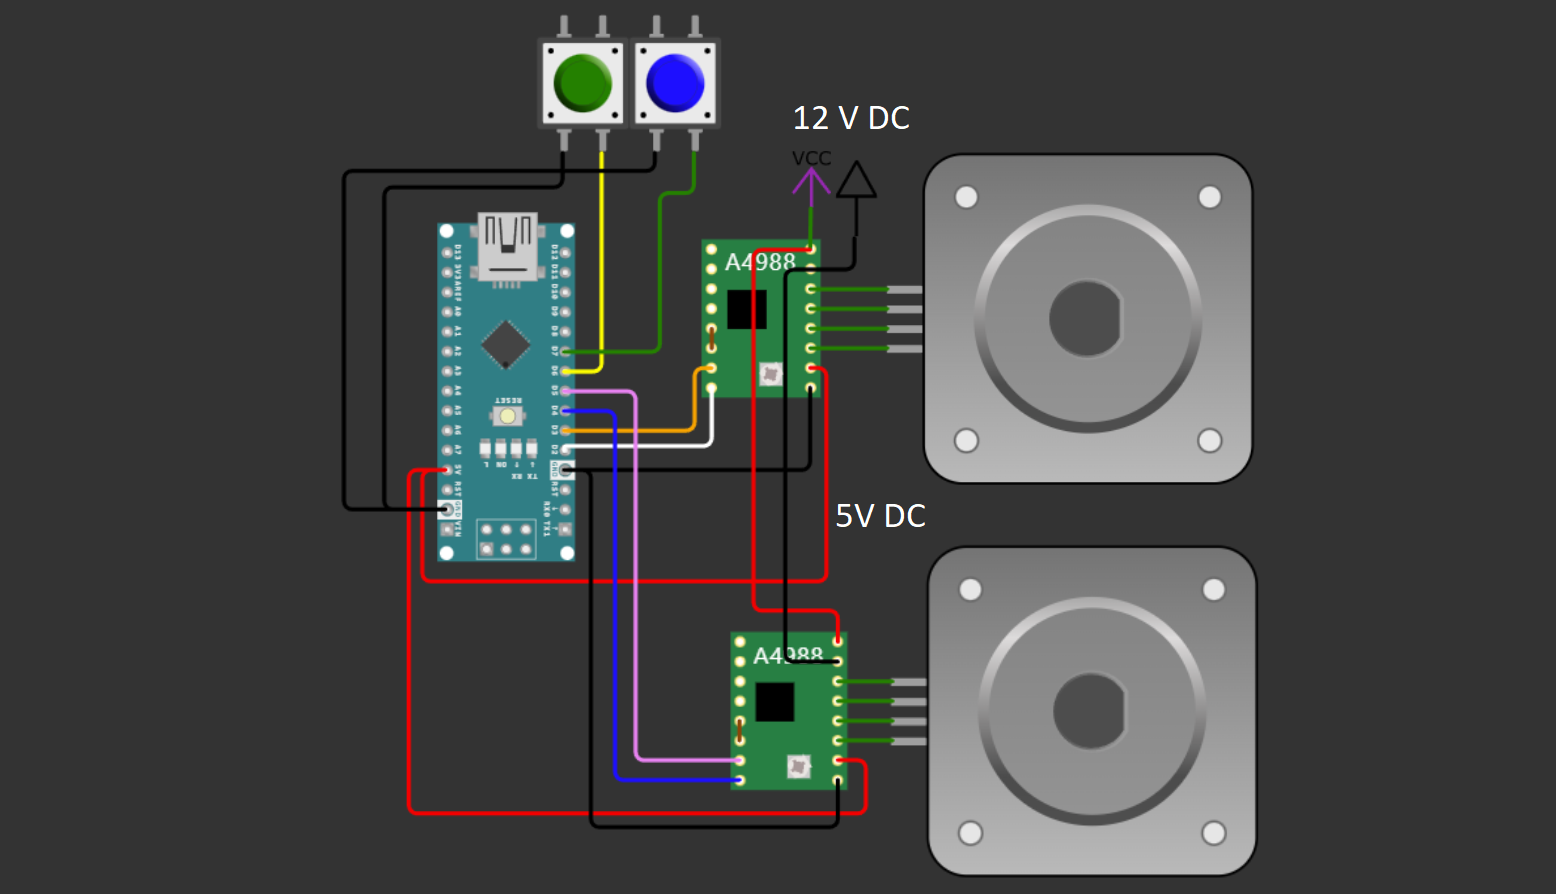 12 V DC
VCC
A4988
D13
3V3
AREF
A0
A1
A2
A3
A4
A5
A6
A7
5V
RST
GND
VIN
D12
D11
D10
D9
D8
D7
D6
D5
D4
D3
D2
GND
RST
RX0
TX1
RESET
L
ON
RX
TX
5V DC
A4988